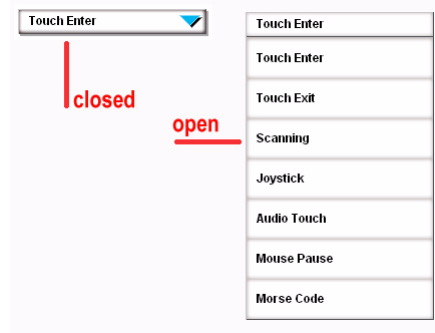 Touch Enter
closed
open
Touch Enter
Touch Enter
Touch Exit
Scanning
Joystick
Audio Touch
Mouse Pause
Morse Code